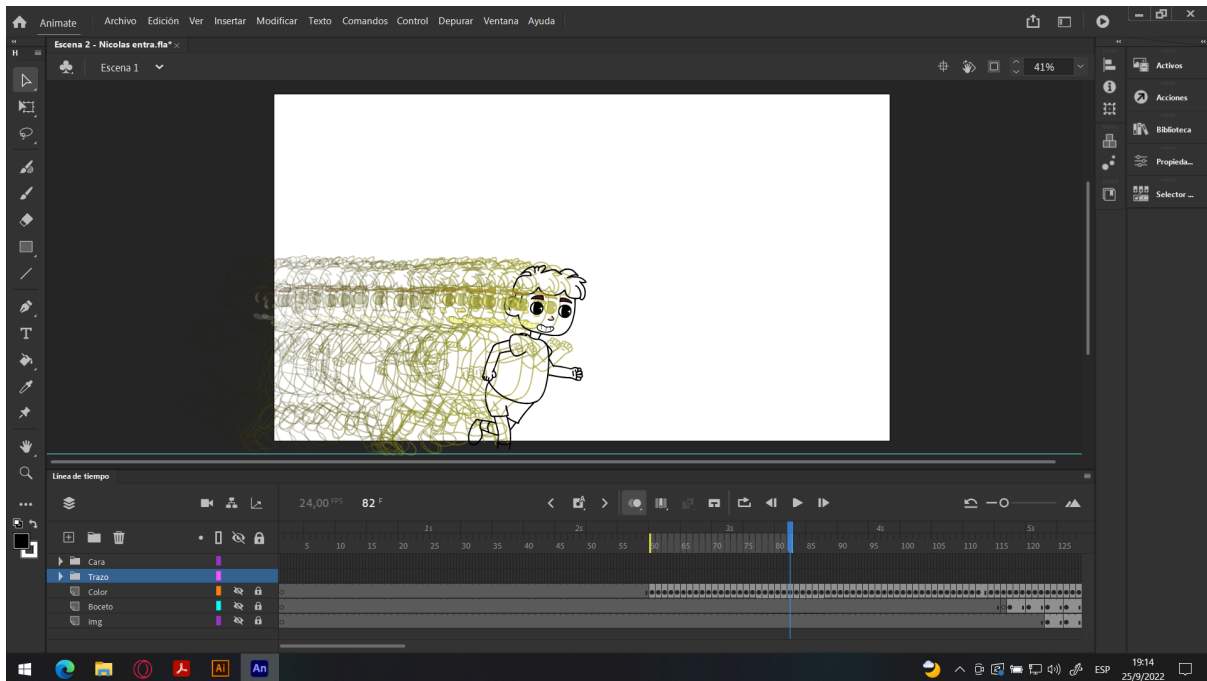 Animate Archivo Edición Ver Insertar Modificar Texto Comandos Control Depurar Ventana Ayuda
Escena 2 - Nicolas entra.fla*
H
Escena 1
41%
Activos
Acciones
Biblioteca
Propieda...
Selector ...
T
Línea de tiempo
24,00 FPS 82 F
1s 2s 3s 4s 5s
5 10 15 20 25 30 35 40 45 50 55 60 65 70 75 80 85 90 95 100 105 110 115 120 125
Cara
Trazo
Color
Boceto
img
Ai An
ESP
19:14
25/9/2022